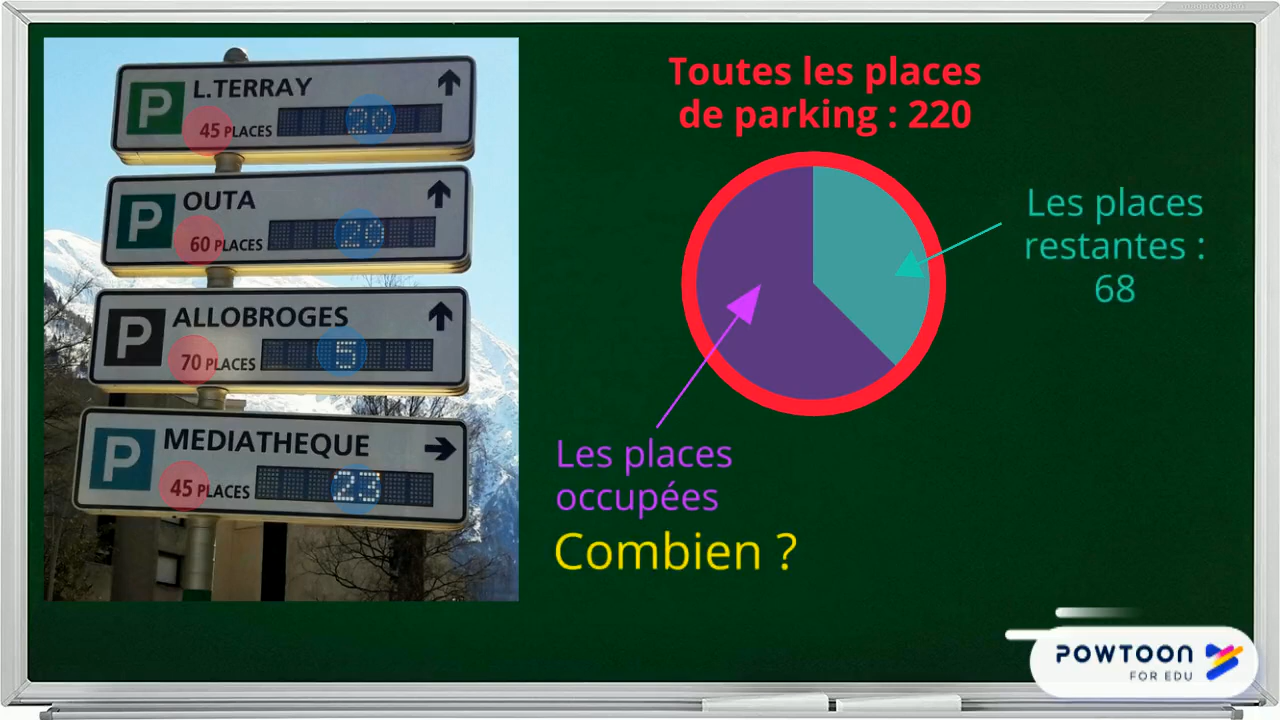 P
L.TERRAY
45 PLACES
20
P
OUTA
60 PLACES
20
P
ALLOBROGES
70 PLACES
5
P
MEDIATHEQUE
45 PLACES
23
Toutes les places
de parking : 220
Les places
restantes :
68
Les places
occupées
Combien ?
POWTOON
FOR EDU